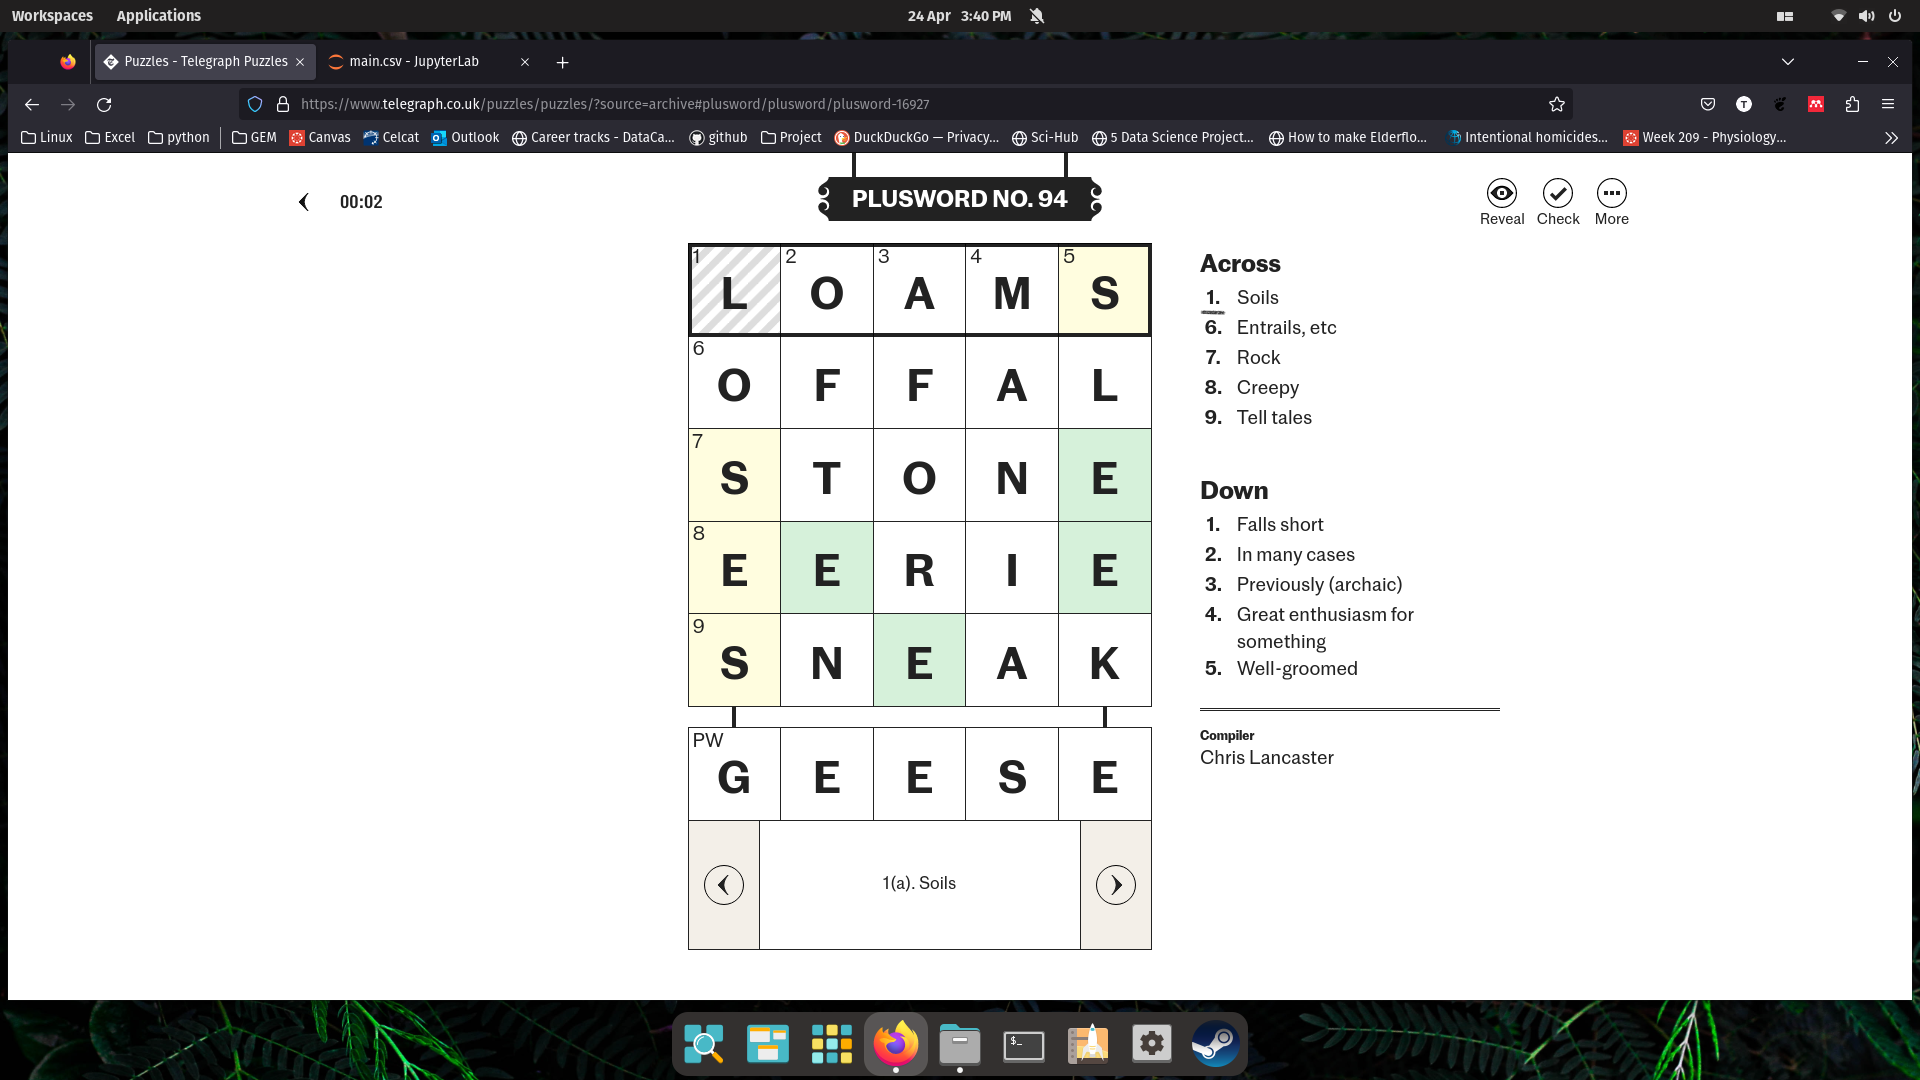 Workspaces Applications 24 Apr 3:40 PM
Puzzles - Telegraph Puzzles main.csv - JupyterLab
https://www.telegraph.co.uk/puzzles/puzzles/?source=archive#plusword/plusword/plusword-16927
Linux Excel python GEM Canvas Celcat Outlook Career tracks - DataCa... github Project DuckDuckGo — Privacy... Sci-Hub 5 Data Science Project... How to make Elderflo... Intentional homicides... Week 209 - Physiology...
00:02
PLUSWORD NO. 94
Reveal Check More
1 L 2 O 3 A 4 M 5 S
6 O F F A L
7 S T O N E
8 E E R I E
9 S N E A K
PW G E E S E
1(a). Soils
Across
1. Soils
6. Entrails, etc
7. Rock
8. Creepy
9. Tell tales
Down
1. Falls short
2. In many cases
3. Previously (archaic)
4. Great enthusiasm for
something
5. Well-groomed
Compiler
Chris Lancaster
$_